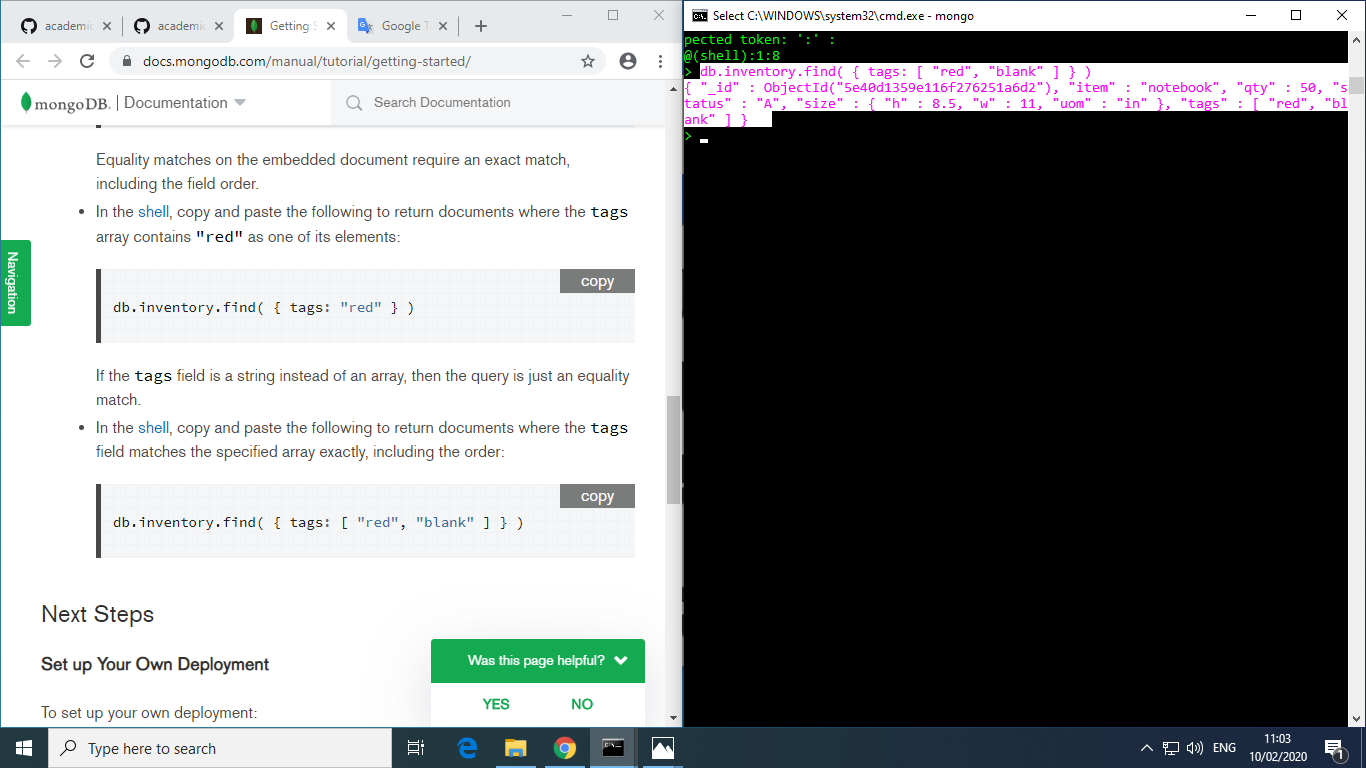 academic
academic
Getting S
Google T
docs.mongodb.com/manual/tutorial/getting-started/
mongoDB. Documentation
Search Documentation
Navigation
Equality matches on the embedded document require an exact match,
including the field order.
• In the shell, copy and paste the following to return documents where the tags
array contains "red" as one of its elements:
copy
db.inventory.find( { tags: "red" } )
If the tags field is a string instead of an array, then the query is just an equality
match.
• In the shell, copy and paste the following to return documents where the tags
field matches the specified array exactly, including the order:
copy
db.inventory.find( { tags: [ "red", "blank" ] } )
Next Steps
Set up Your Own Deployment
To set up your own deployment:
Was this page helpful?
YES NO
Select C:\WINDOWS\system32\cmd.exe - mongo
pected token: ':' :
@(shell):1:8
> db.inventory.find( { tags: [ "red", "blank" ] } )
{ "_id" : ObjectId("5e40d1359e116f276251a6d2"), "item" : "notebook", "qty" : 50, "s
tatus" : "A", "size" : { "h" : 8.5, "w" : 11, "uom" : "in" }, "tags" : [ "red", "bl
ank" ] }
>
Type here to search
ENG
11:03
10/02/2020
1